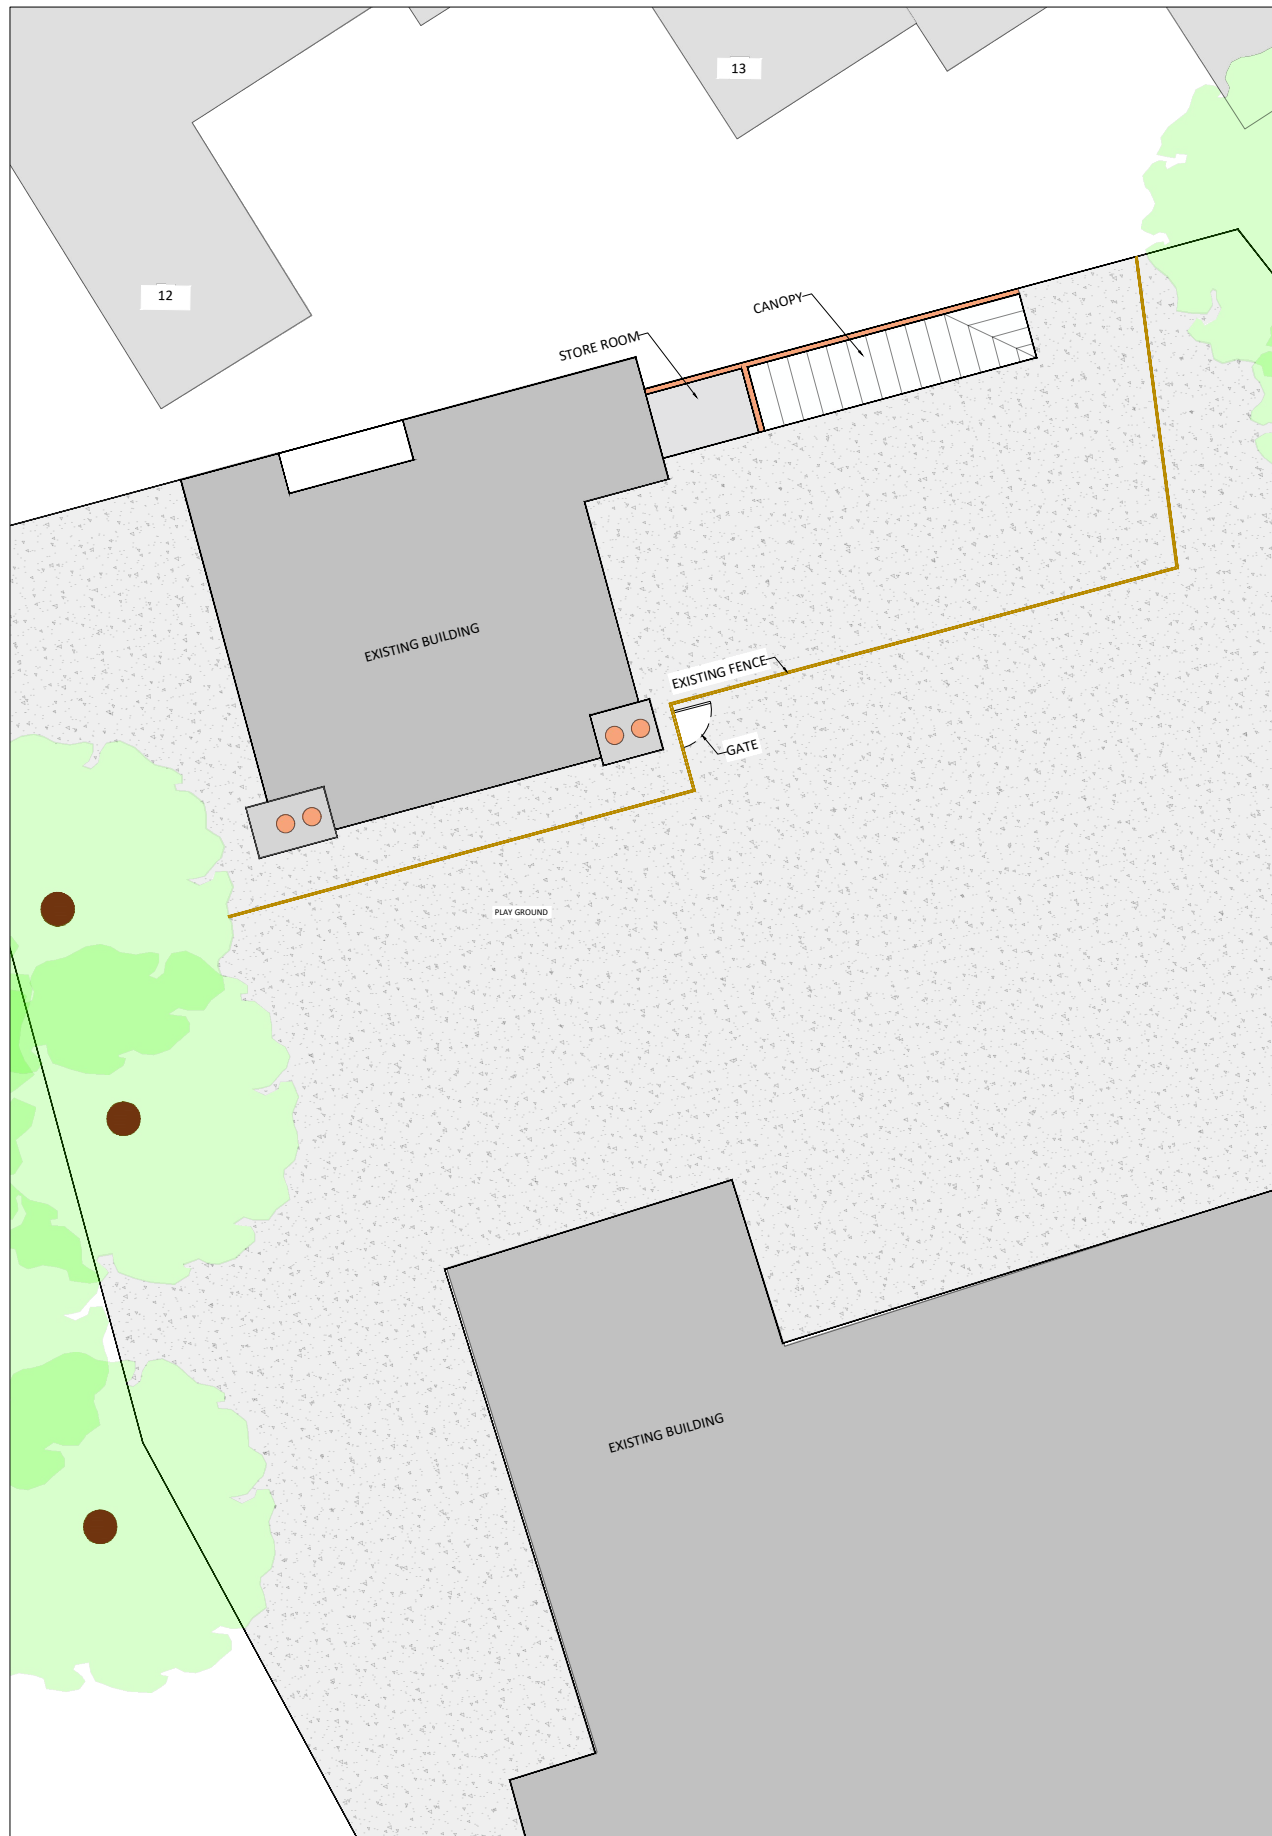 13
12
CANOPY
STORE ROOM
EXISTING BUILDING
EXISTING FENCE
GATE
PLAY GROUND
EXISTING BUILDING